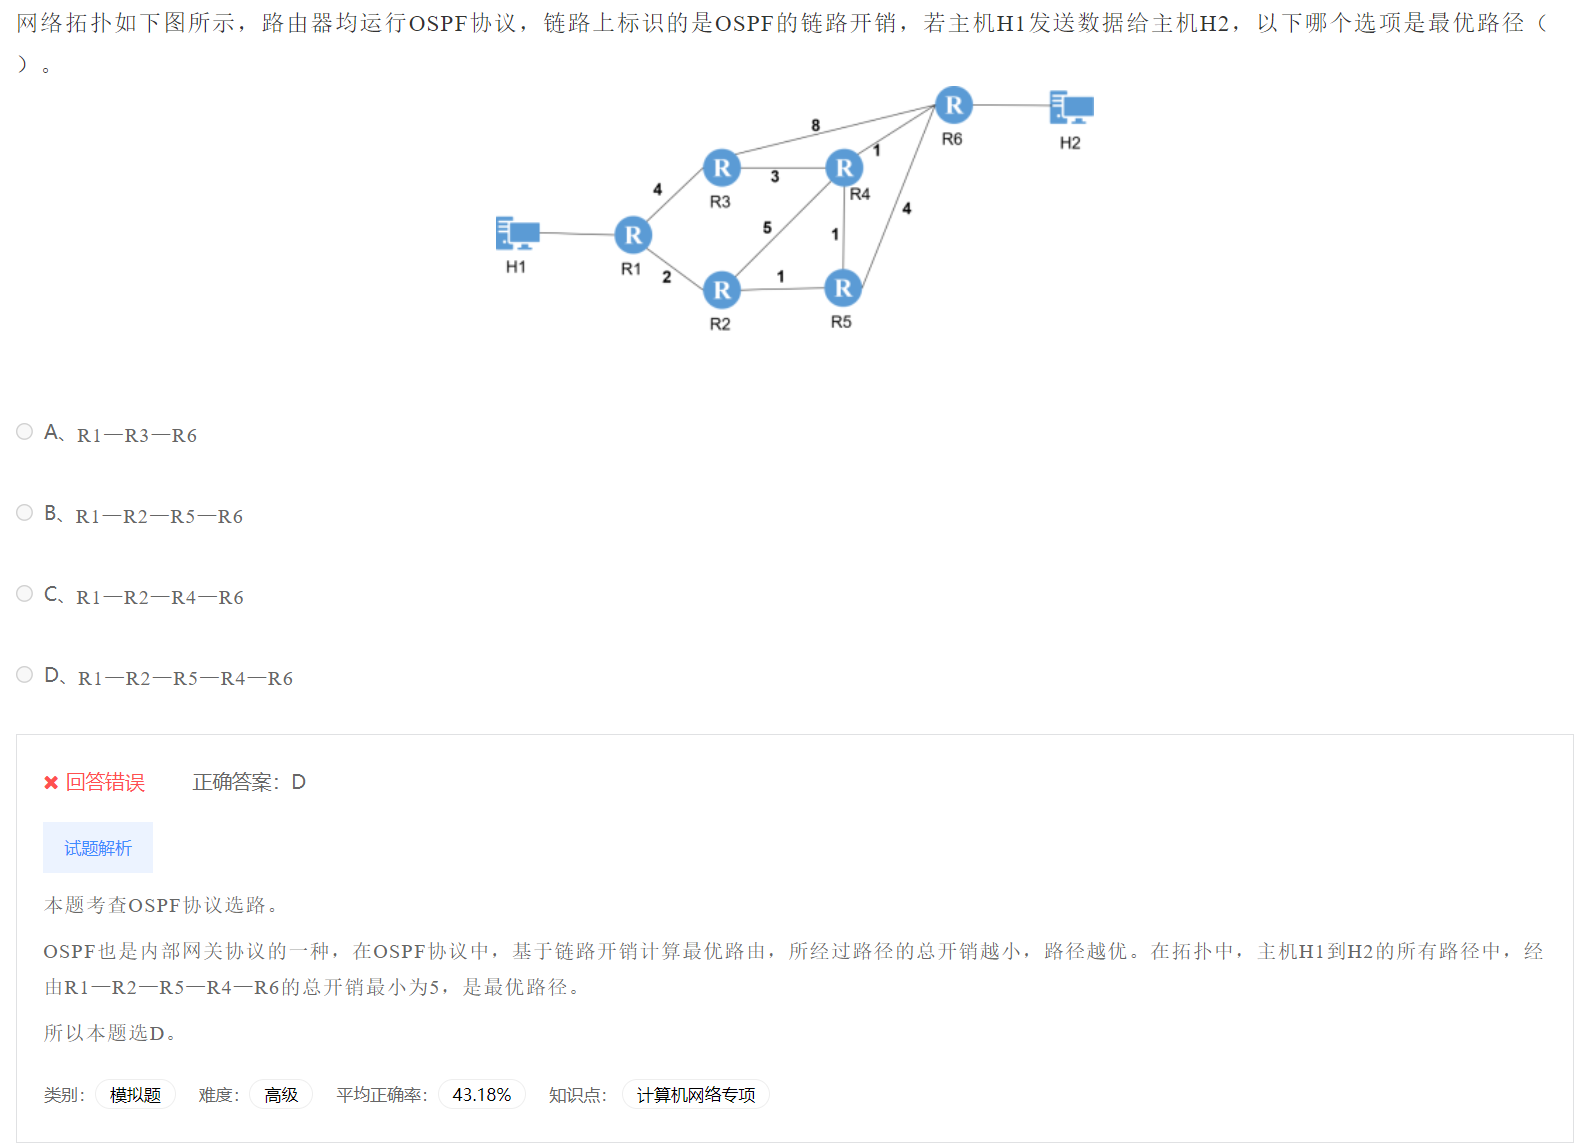 网络拓扑如下图所示，路由器均运行OSPF协议，链路上标识的是OSPF的链路开销，若主机H1发送数据给主机H2，以下哪个选项是最优路径（
）。
R
R6
H2
8
1
R
R3
3
R
R4
4
4
5
1
H1
R
R1
2
1
R
R2
R
R5
A、R1—R3—R6
B、R1—R2—R5—R6
C、R1—R2—R4—R6
D、R1—R2—R5—R4—R6
回答错误 正确答案：D
试题解析
本题考查OSPF协议选路。
OSPF也是内部网关协议的一种，在OSPF协议中，基于链路开销计算最优路由，所经过路径的总开销越小，路径越优。在拓扑中，主机H1到H2的所有路径中，经
由R1—R2—R5—R4—R6的总开销最小为5，是最优路径。
所以本题选D。
类别： 模拟题 难度： 高级 平均正确率： 43.18% 知识点： 计算机网络专项